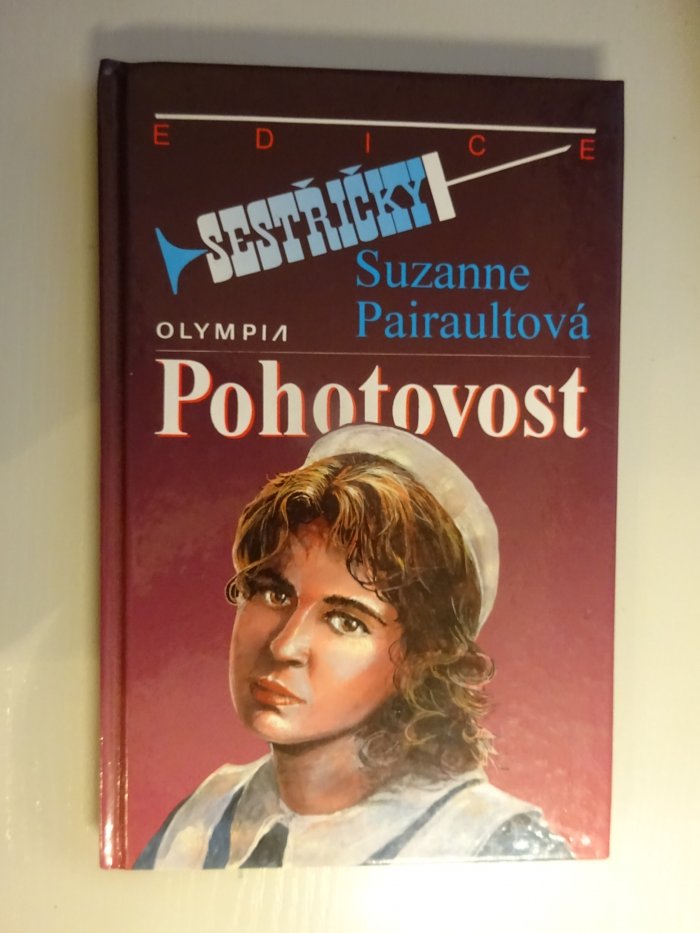 EDICE
SESTŘIČKY
Suzanne
Pairaultová
OLYMPIA
Pohotovost